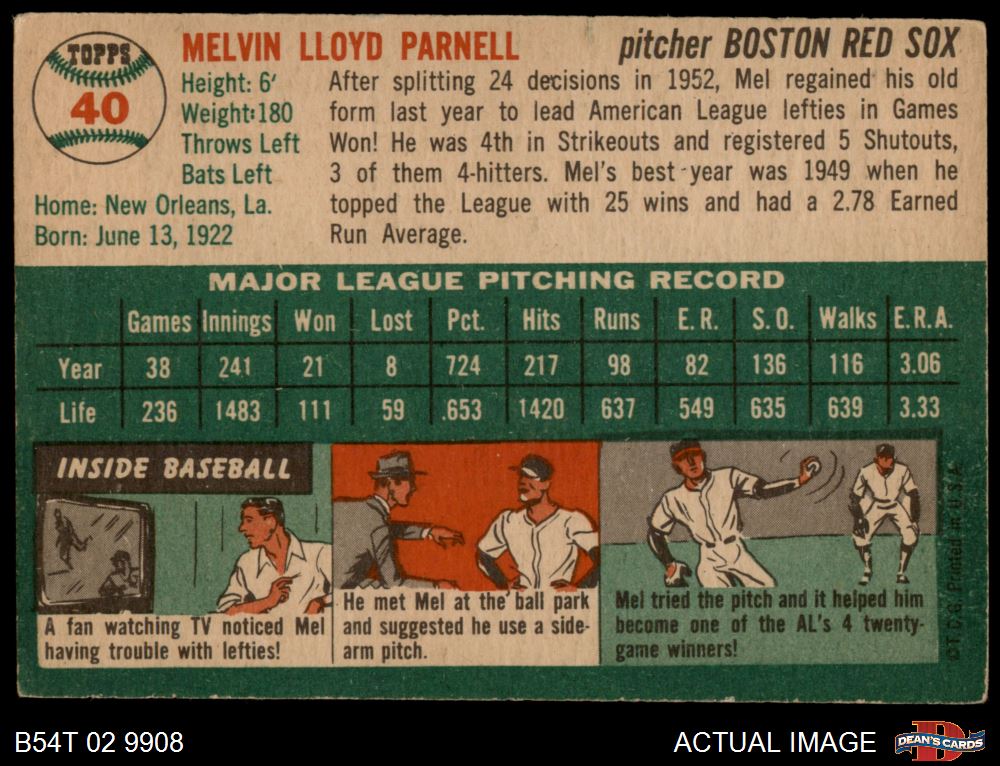 TOPPS
40
MELVIN LLOYD PARNELL
pitcher BOSTON RED SOX
Height: 6'
Weight: 180
Throws Left
Bats Left
Home: New Orleans, La.
Born: June 13, 1922
After splitting 24 decisions in 1952, Mel regained his old
form last year to lead American League lefties in Games
Won! He was 4th in Strikeouts and registered 5 Shutouts,
3 of them 4-hitters. Mel's best year was 1949 when he
topped the League with 25 wins and had a 2.78 Earned
Run Average.
MAJOR LEAGUE PITCHING RECORD
Games Innings Won Lost Pct. Hits Runs E.R. S.O. Walks E.R.A.
Year 38 241 21 8 724 217 98 82 136 116 3.06
Life 236 1483 111 59 .653 1420 637 549 635 639 3.33
INSIDE BASEBALL
A fan watching TV noticed Mel
having trouble with lefties!
He met Mel at the ball park
and suggested he use a side-
arm pitch.
Mel tried the pitch and it helped him
become one of the AL's 4 twenty-
game winners!
©T.C.G. Printed in U.S.A.
B54T 02 9908
ACTUAL IMAGE
DEAN'S CARDS